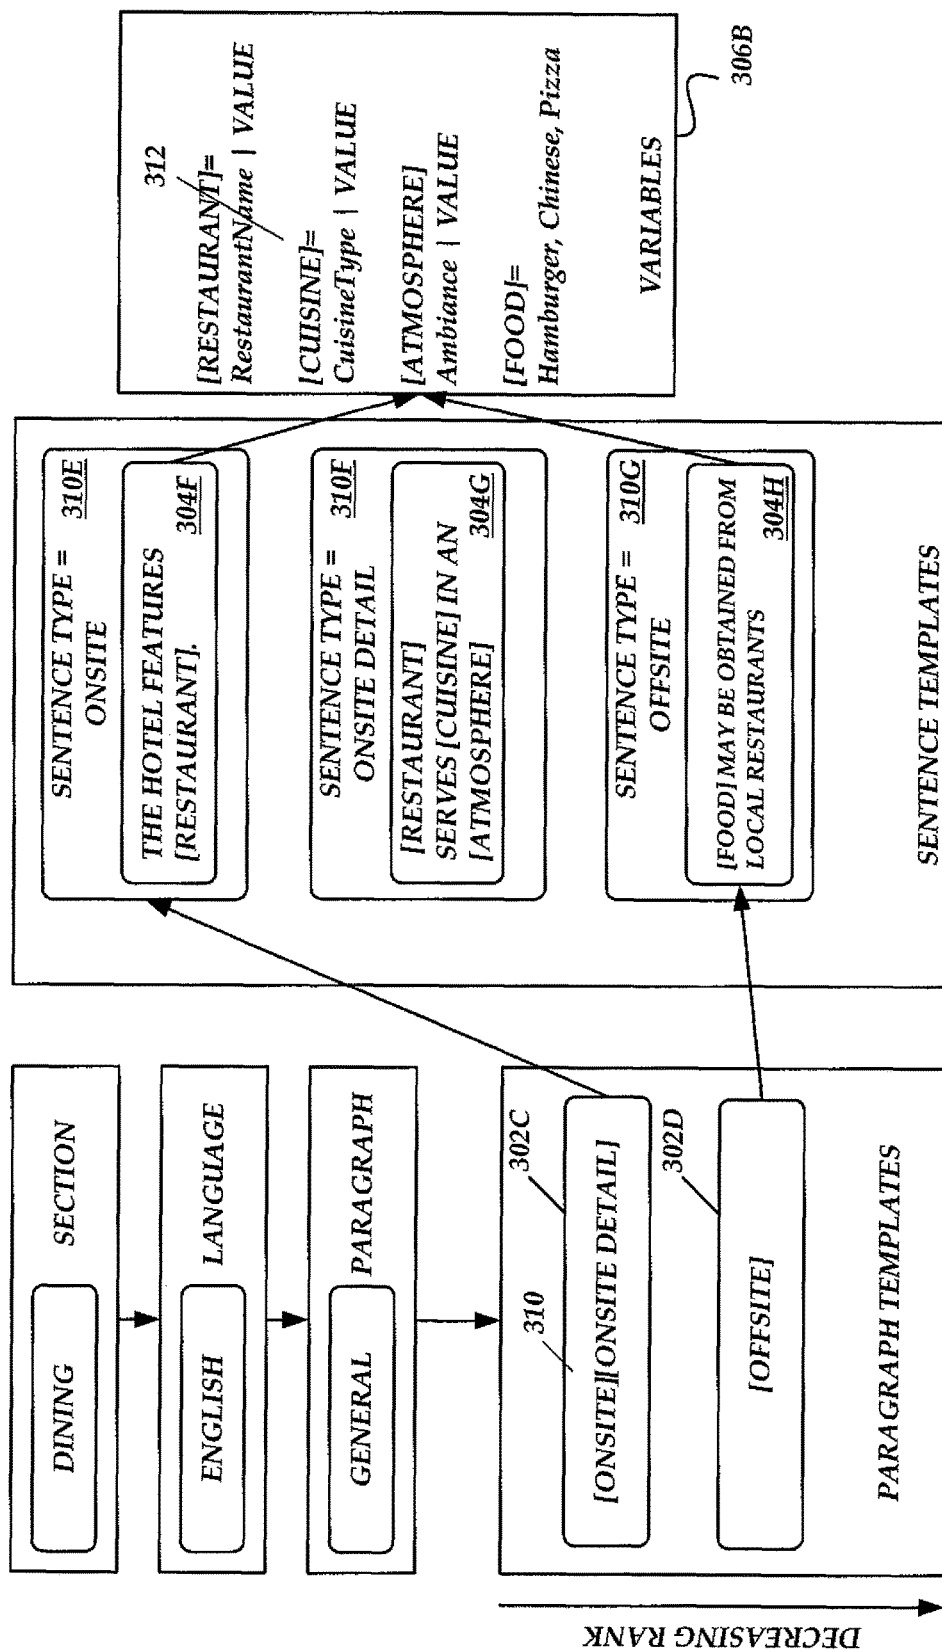 DINING
SECTION
ENGLISH
LANGUAGE
GENERAL
PARAGRAPH
310
302C
[ONSITE][ONSITE DETAIL]
302D
[OFFSITE]
PARAGRAPH TEMPLATES
DECREASING RANK
SENTENCE TYPE =
ONSITE
310E
THE HOTEL FEATURES
[RESTAURANT].
304F
SENTENCE TYPE =
ONSITE DETAIL
310F
[RESTAURANT]
SERVES [CUISINE] IN AN
[ATMOSPHERE]
304G
SENTENCE TYPE =
OFFSITE
310G
[FOOD] MAY BE OBTAINED FROM
LOCAL RESTAURANTS
304H
SENTENCE TEMPLATES
312
[RESTAURANT]=
RestaurantName | VALUE
[CUISINE]=
CuisineType | VALUE
[ATMOSPHERE]
Ambiance | VALUE
[FOOD]=
Hamburger, Chinese, Pizza
VARIABLES
306B